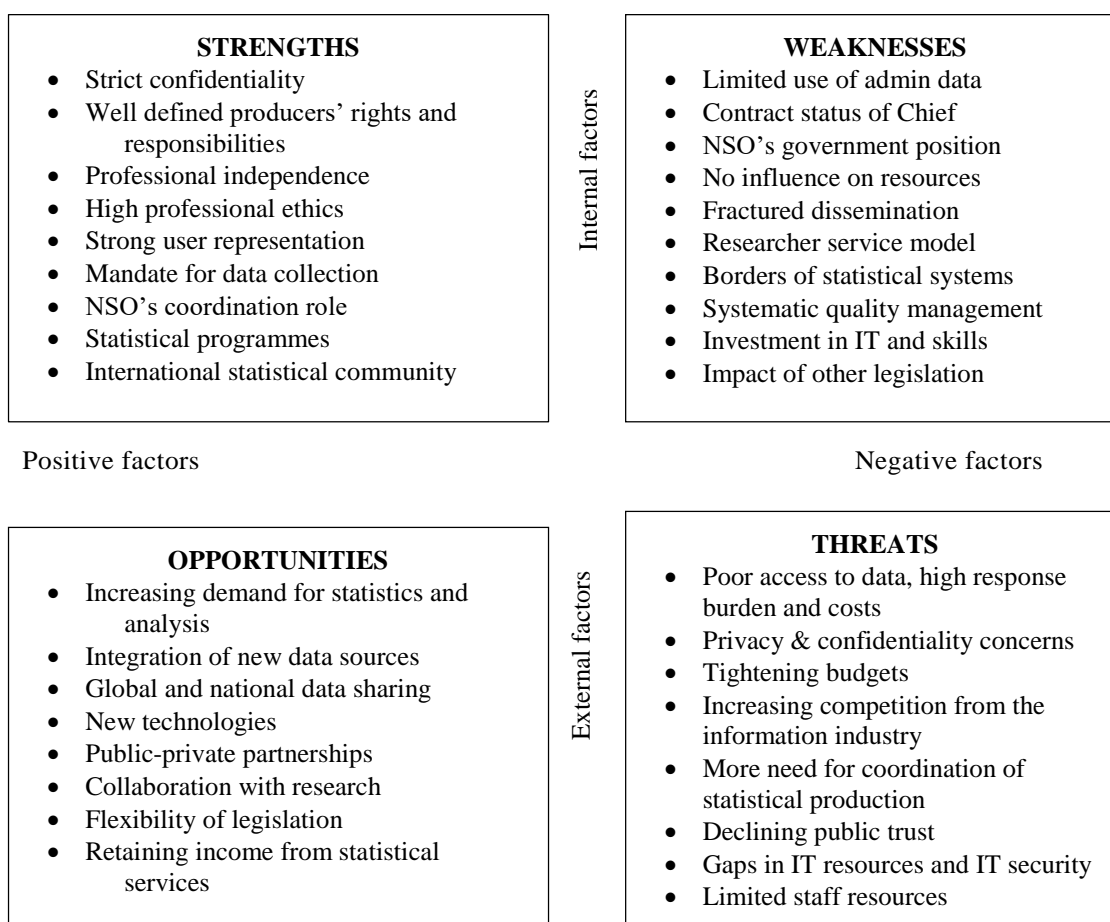 STRENGTHS
• Strict confidentiality
• Well defined producers’ rights and
responsibilities
• Professional independence
• High professional ethics
• Strong user representation
• Mandate for data collection
• NSO’s coordination role
• Statistical programmes
• International statistical community
Internal factors
WEAKNESSES
• Limited use of admin data
• Contract status of Chief
• NSO’s government position
• No influence on resources
• Fractured dissemination
• Researcher service model
• Borders of statistical systems
• Systematic quality management
• Investment in IT and skills
• Impact of other legislation
Positive factors
Negative factors
OPPORTUNITIES
• Increasing demand for statistics and
analysis
• Integration of new data sources
• Global and national data sharing
• New technologies
• Public-private partnerships
• Collaboration with research
• Flexibility of legislation
• Retaining income from statistical
services
External factors
THREATS
• Poor access to data, high response
burden and costs
• Privacy & confidentiality concerns
• Tightening budgets
• Increasing competition from the
information industry
• More need for coordination of
statistical production
• Declining public trust
• Gaps in IT resources and IT security
• Limited staff resources